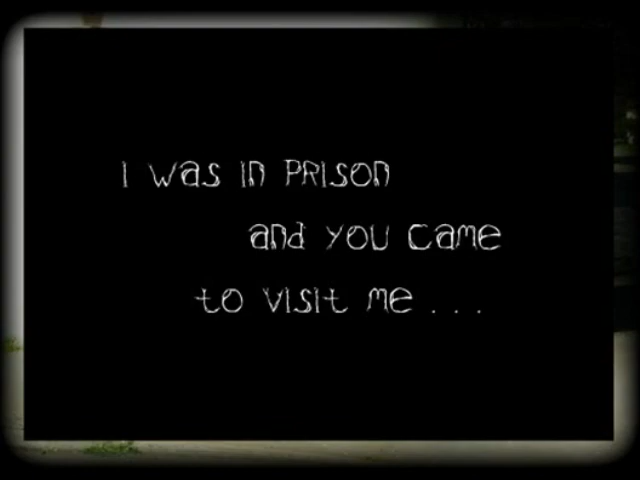 I was in PRISON
and YOU came
to visit me . . .